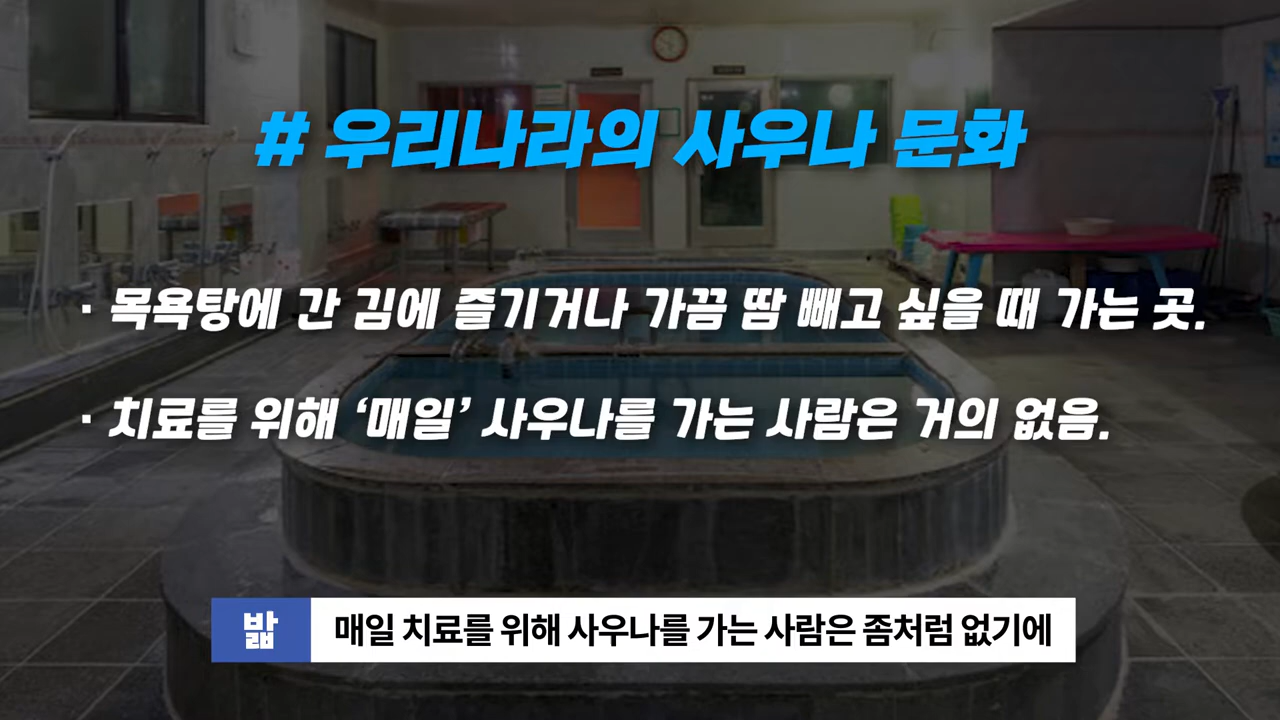 # 우리나라의 사우나 문화
· 목욕탕에 간 김에 즐기거나 가끔 땀 빼고 싶을 때 가는 곳.
· 치료를 위해 ‘매일’ 사우나를 가는 사람은 거의 없음.
밞 매일 치료를 위해 사우나를 가는 사람은 좀처럼 없기에